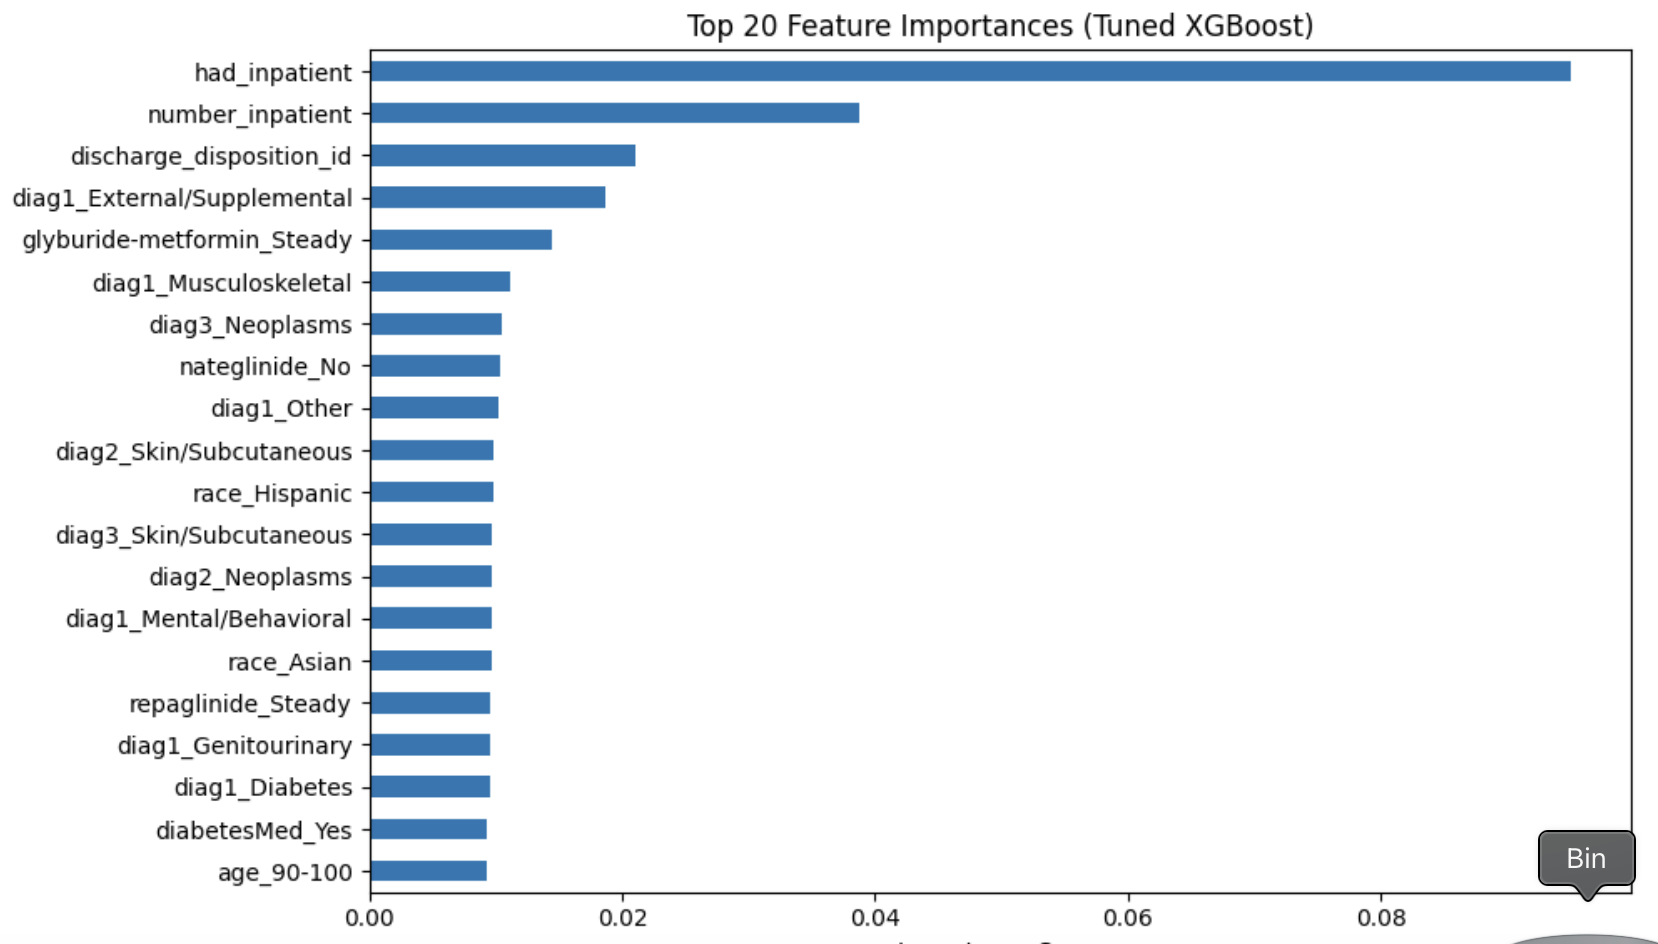 Top 20 Feature Importances (Tuned XGBoost)
had_inpatient
number_inpatient
discharge_disposition_id
diag1_External/Supplemental
glyburide-metformin_Steady
diag1_Musculoskeletal
diag3_Neoplasms
nateglinide_No
diag1_Other
diag2_Skin/Subcutaneous
race_Hispanic
diag3_Skin/Subcutaneous
diag2_Neoplasms
diag1_Mental/Behavioral
race_Asian
repaglinide_Steady
diag1_Genitourinary
diag1_Diabetes
diabetesMed_Yes
age_90-100
Bin
0.00 0.02 0.04 0.06 0.08